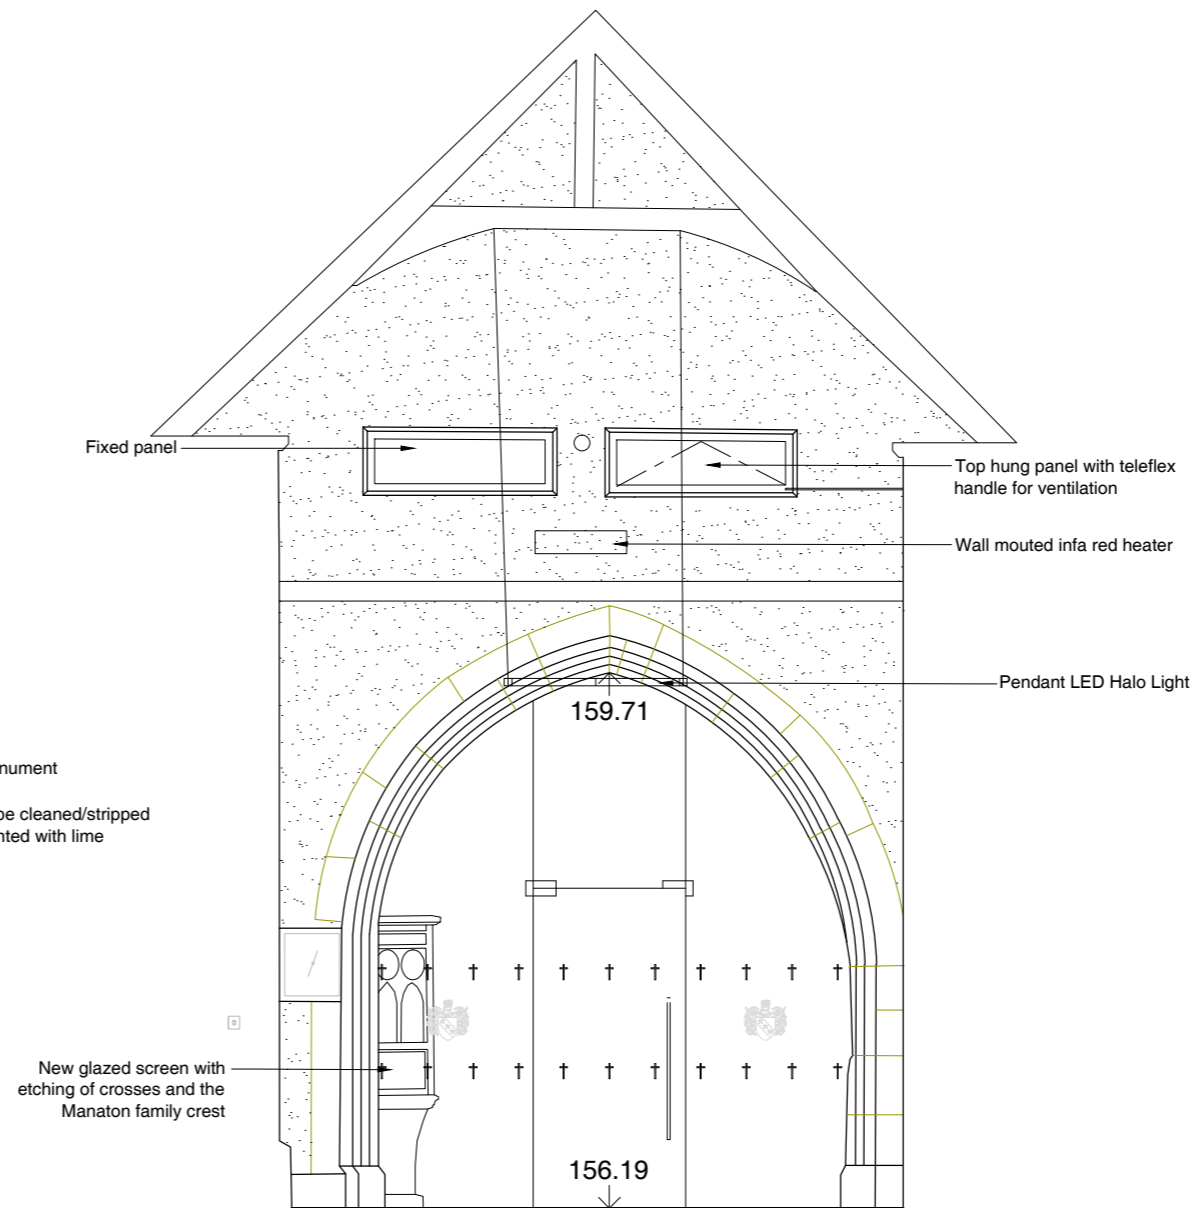 Fixed panel
Top hung panel with teleflex
handle for ventilation
Wall mouted infa red heater
Pendant LED Halo Light
159.71
nument
be cleaned/stripped
nted with lime
New glazed screen with
etching of crosses and the
Manaton family crest
156.19